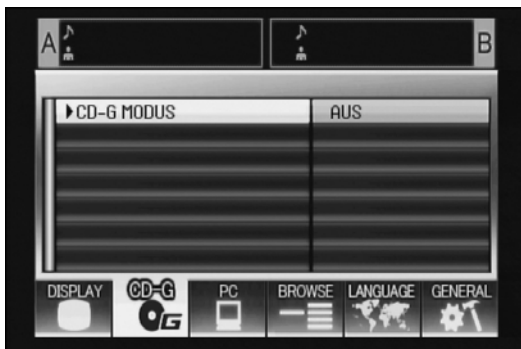 A
B
CD-G MODUS
AUS
DISPLAY
CD-G
G
PC
BROWSE
LANGUAGE
GENERAL